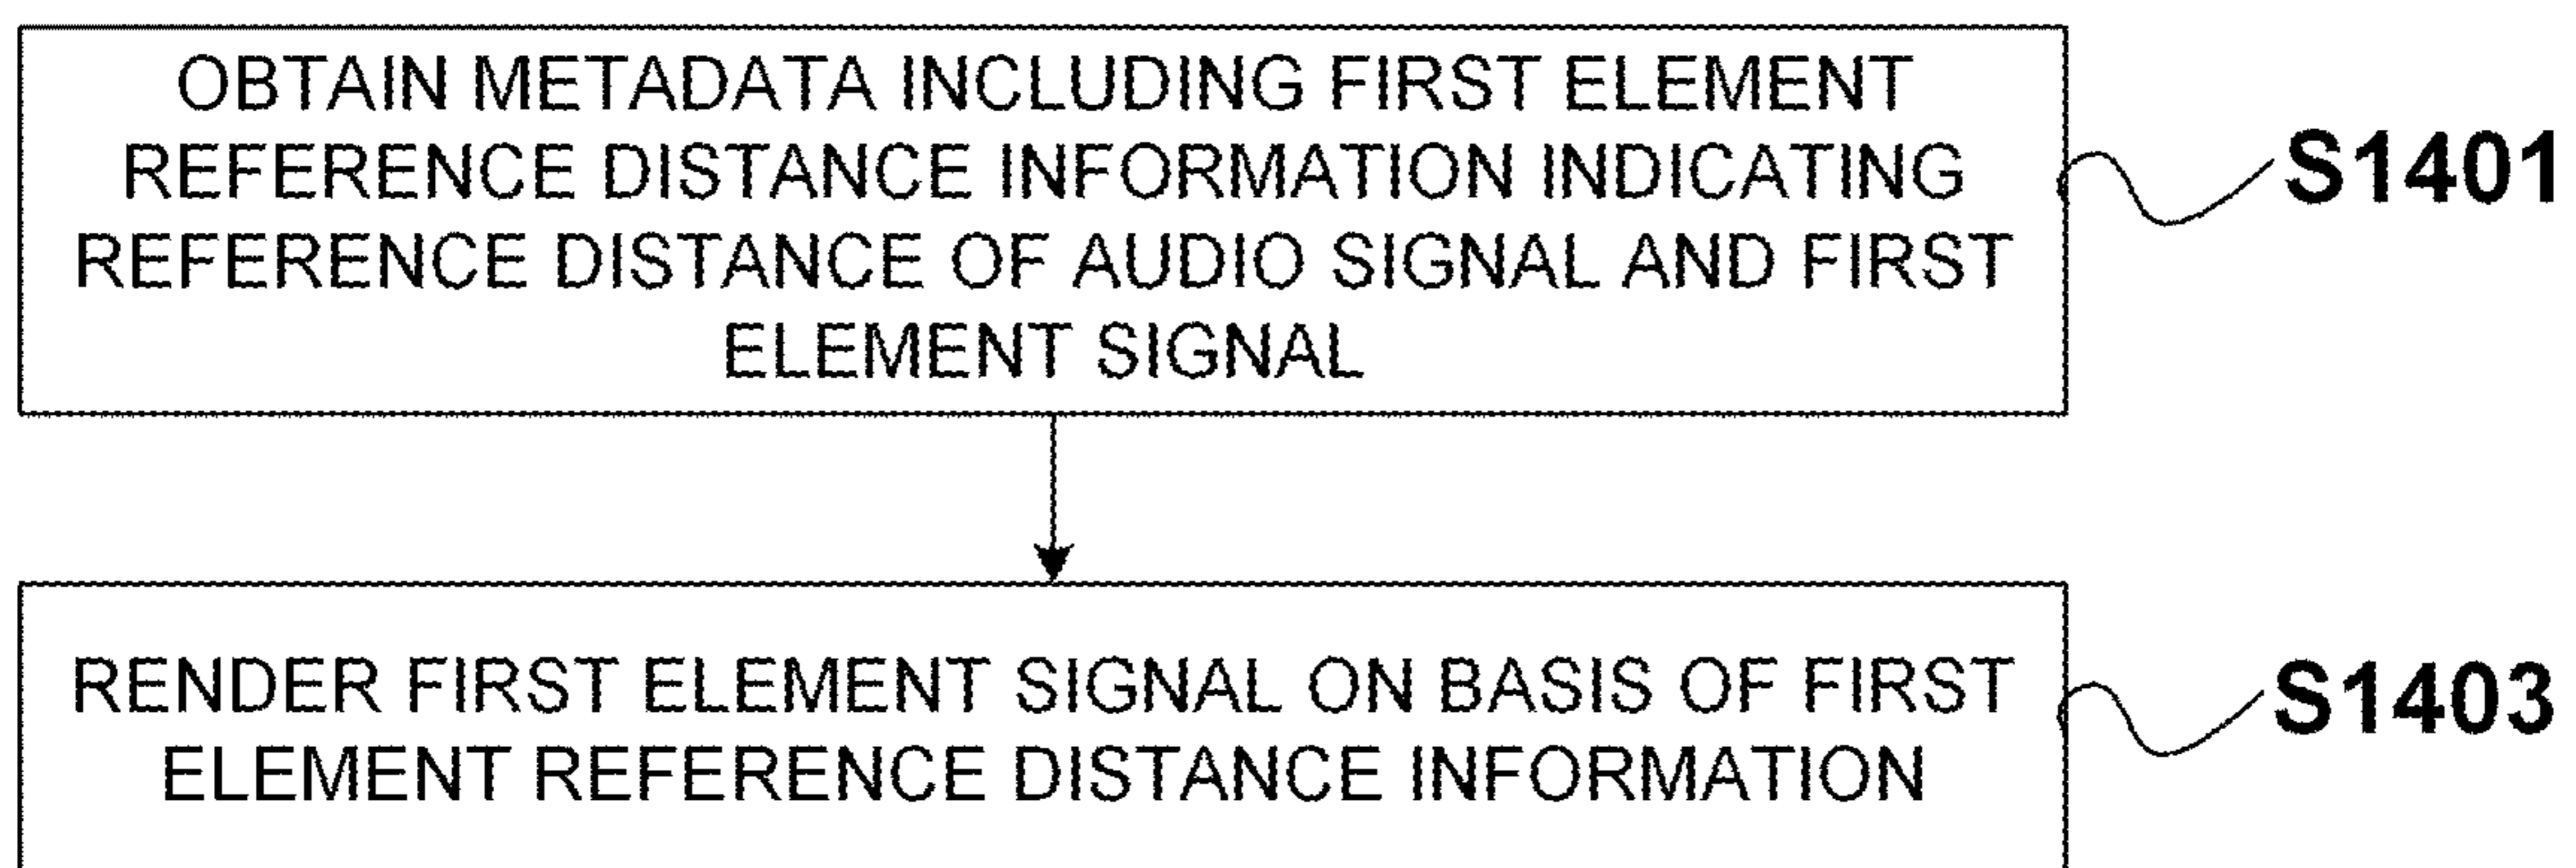 OBTAIN METADATA INCLUDING FIRST ELEMENT
REFERENCE DISTANCE INFORMATION INDICATING
REFERENCE DISTANCE OF AUDIO SIGNAL AND FIRST
ELEMENT SIGNAL
S1401
RENDER FIRST ELEMENT SIGNAL ON BASIS OF FIRST
ELEMENT REFERENCE DISTANCE INFORMATION
S1403